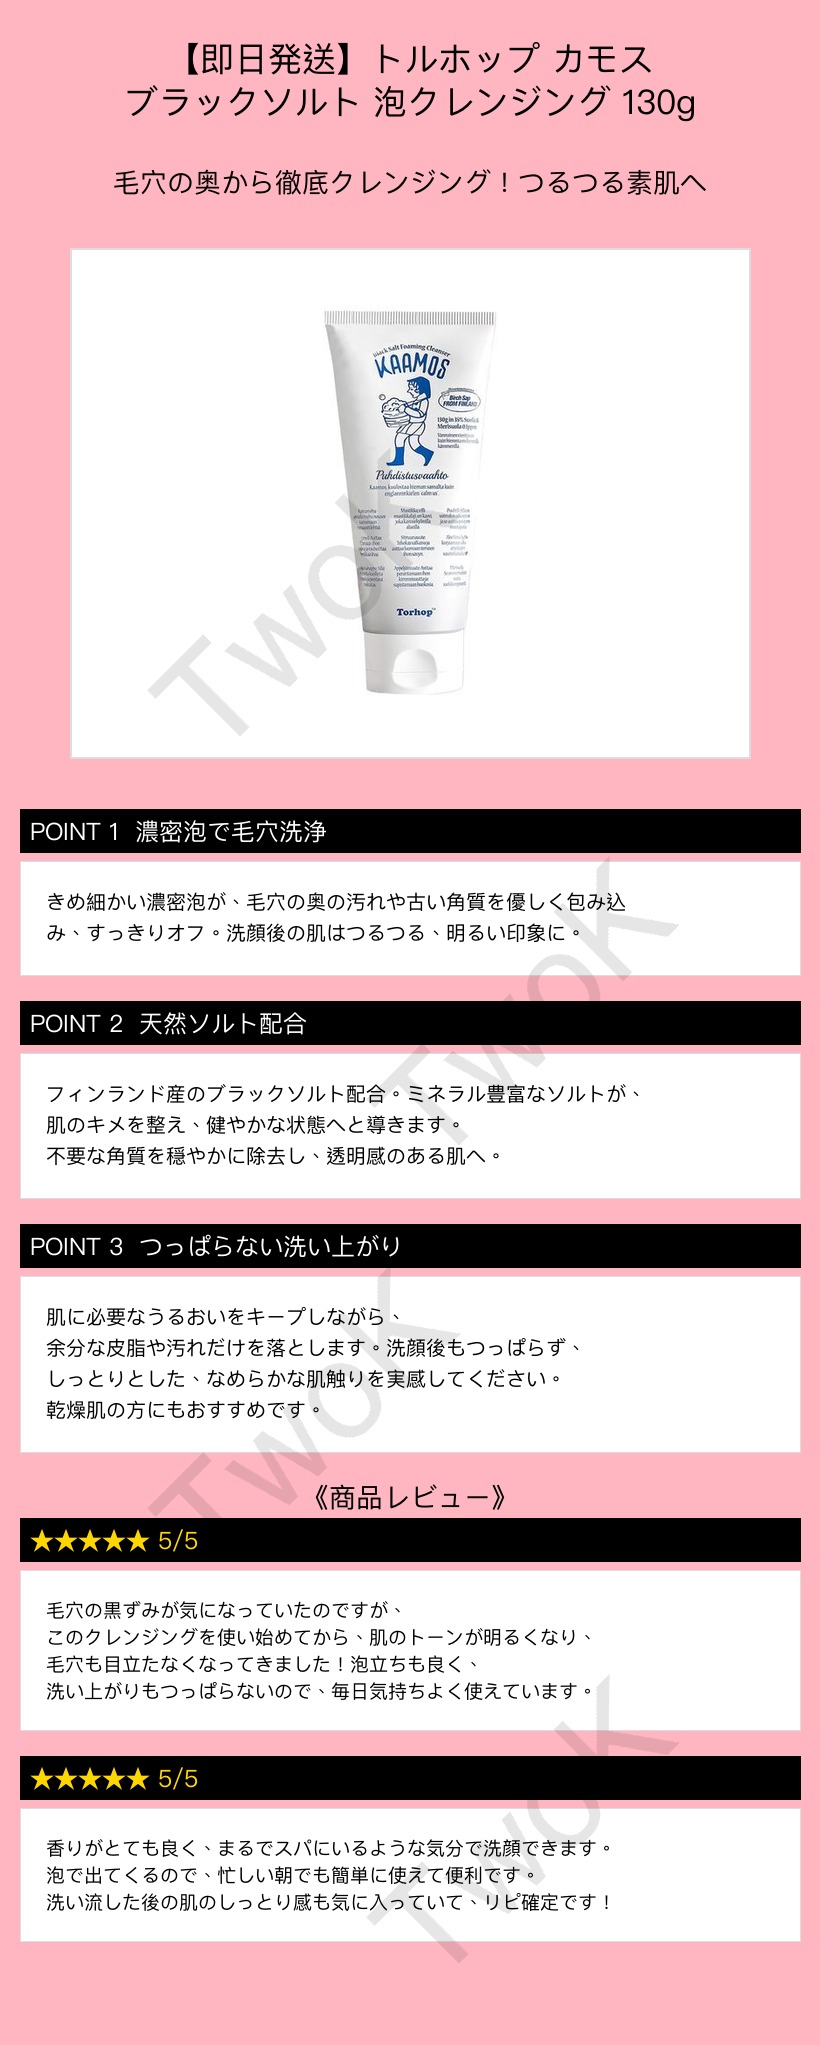 【即日発送】トルホップ カモス
ブラックソルト 泡クレンジング 130g
毛穴の奥から徹底クレンジング！つるつる素肌へ
Black Salt Foaming Cleanser
KAAMOS
Birch Sap
FROM FINLAND
Puhdistusvaahto
Torhop
TwoK
POINT 1 濃密泡で毛穴洗浄
きめ細かい濃密泡が、毛穴の奥の汚れや古い角質を優しく包み込
み、すっきりオフ。洗顔後の肌はつるつる、明るい印象に。
TwoK
POINT 2 天然ソルト配合
フィンランド産のブラックソルト配合。ミネラル豊富なソルトが、
肌のキメを整え、健やかな状態へと導きます。
不要な角質を穏やかに除去し、透明感のある肌へ。
POINT 3 つっぱらない洗い上がり
肌に必要なうるおいをキープしながら、
余分な皮脂や汚れだけを落とします。洗顔後もつっぱらず、
しっとりとした、なめらかな肌触りを実感してください。
乾燥肌の方にもおすすめです。
TwoK
《商品レビュー》
★★★★★ 5/5
毛穴の黒ずみが気になっていたのですが、
このクレンジングを使い始めてから、肌のトーンが明るくなり、
毛穴も目立たなくなってきました！泡立ちも良く、
洗い上がりもつっぱらないので、毎日気持ちよく使えています。
★★★★★ 5/5
香りがとても良く、まるでスパにいるような気分で洗顔できます。
泡で出てくるので、忙しい朝でも簡単に使えて便利です。
洗い流した後の肌のしっとり感も気に入っていて、リピ確定です！
TwoK